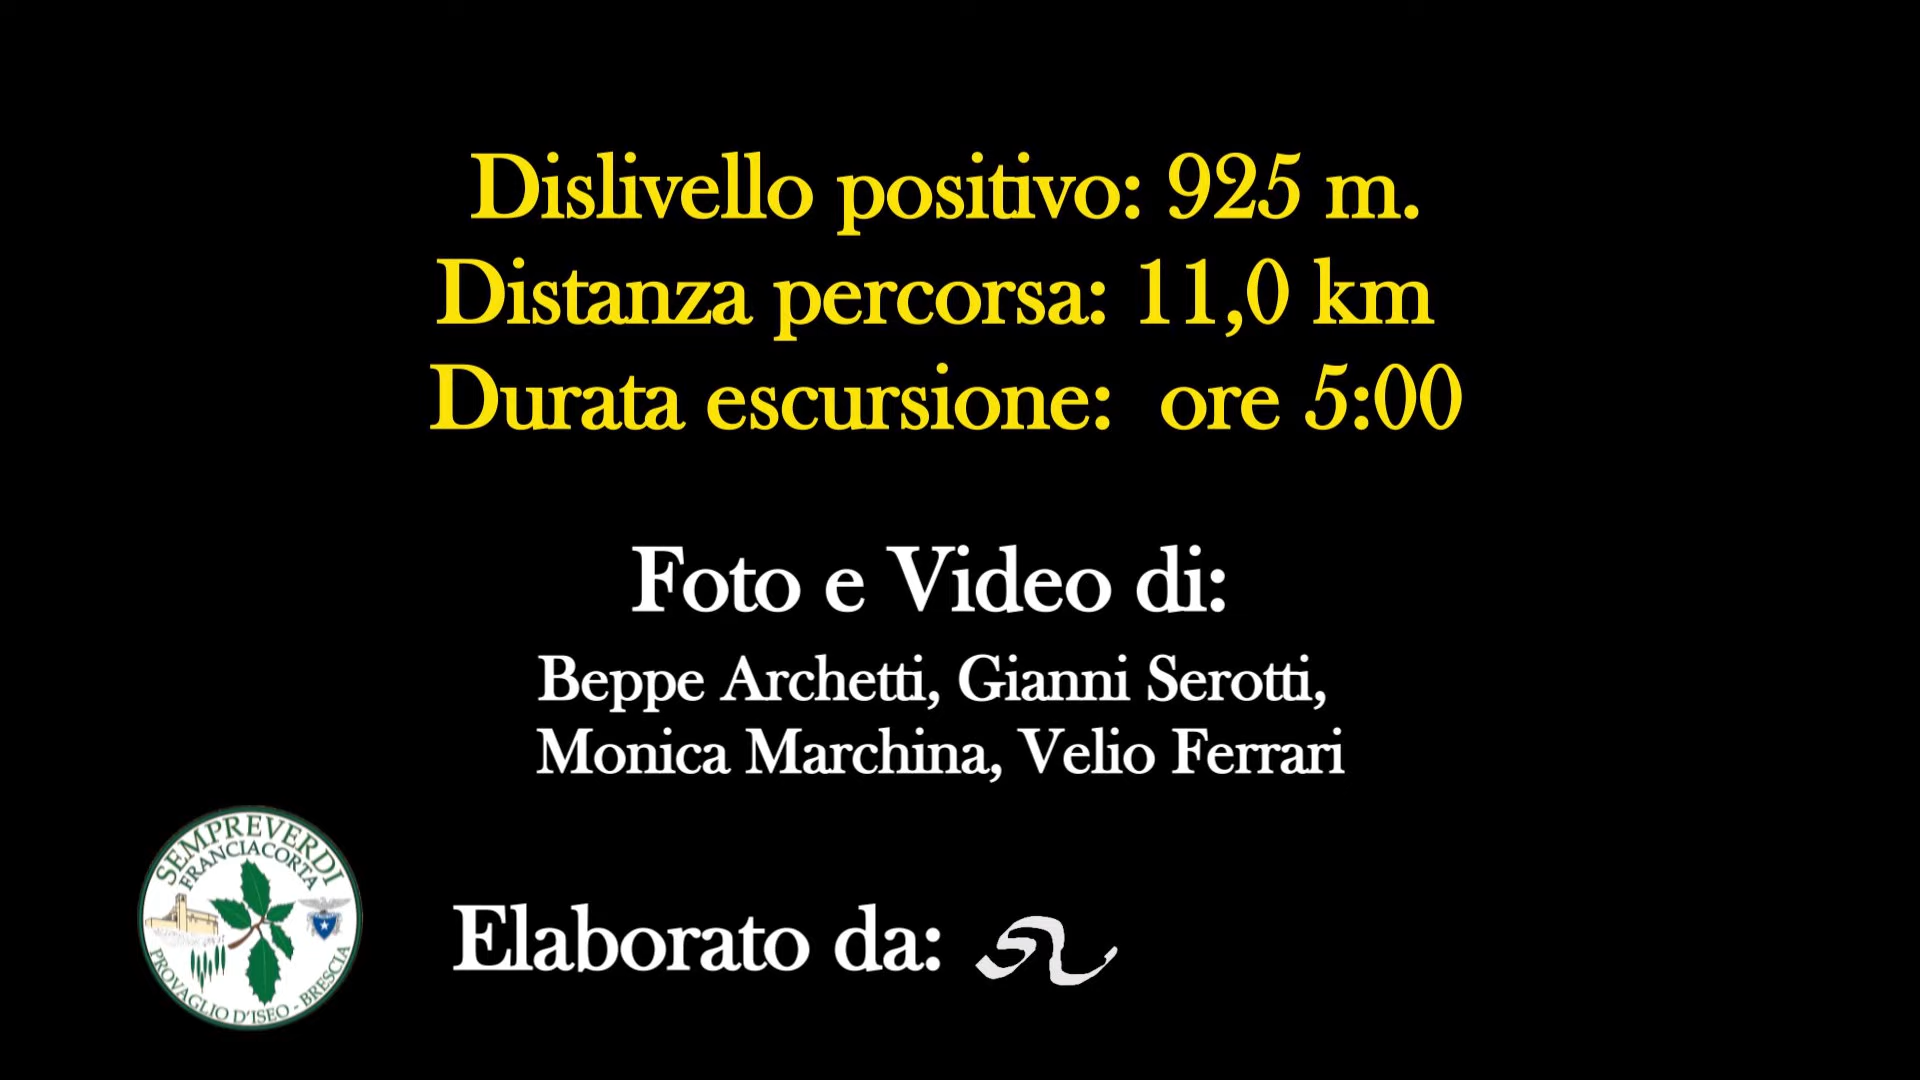 Dislivello positivo: 925 m.
Distanza percorsa: 11,0 km
Durata escursione: ore 5:00
Foto e Video di:
Beppe Archetti, Gianni Serotti,
Monica Marchina, Velio Ferrari
SEMPREVERDI
FRANCIACORTA
PROVAGLIO D'ISEO - BRESCIA
Elaborato da: